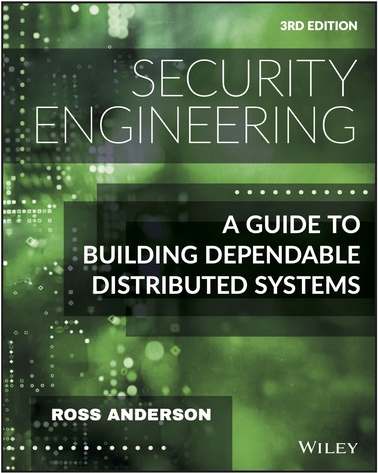 3RD EDITION
SECURITY
ENGINEERING
A GUIDE TO
BUILDING DEPENDABLE
DISTRIBUTED SYSTEMS
ROSS ANDERSON
WILEY